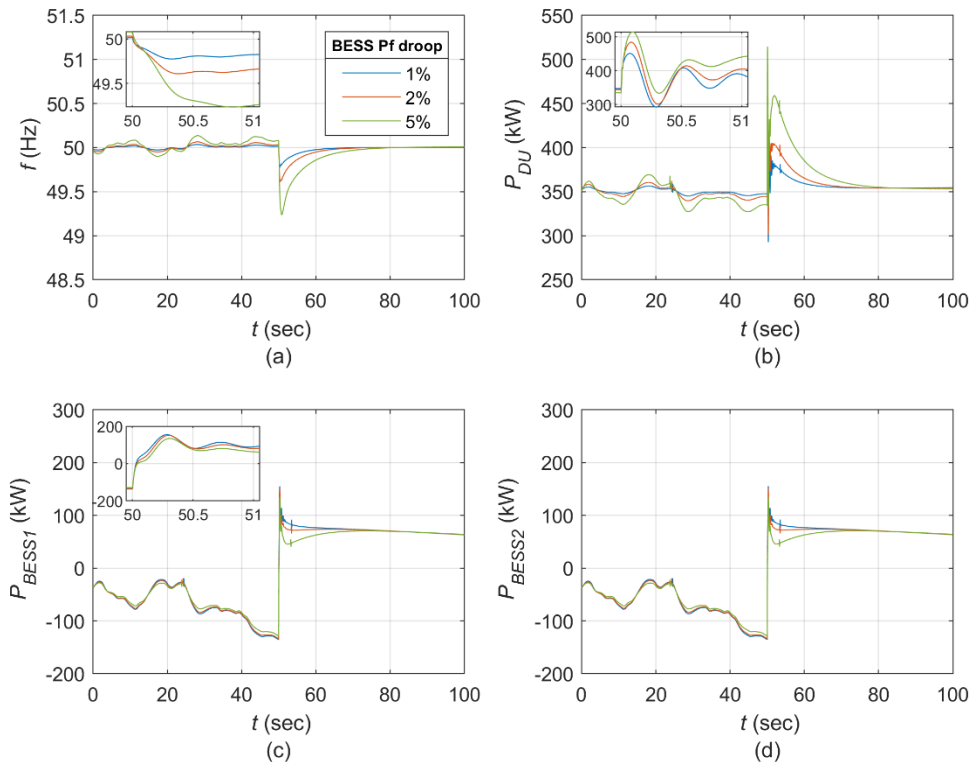 51.5
51
50.5
50
49.5
49
48.5
f (Hz)
50
49.5
50 50.5 51
BESS Pf droop
1%
2%
5%
0 20 40 60 80 100
t (sec)
(a)
550
500
450
400
350
300
250
P_DU (kW)
500
400
300
50 50.5 51
0 20 40 60 80 100
t (sec)
(b)
300
200
100
0
-100
-200
P_BESS1 (kW)
200
0
200
50 50.5 51
0 20 40 60 80 100
t (sec)
(c)
300
200
100
0
-100
-200
P_BESS2 (kW)
0 20 40 60 80 100
t (sec)
(d)